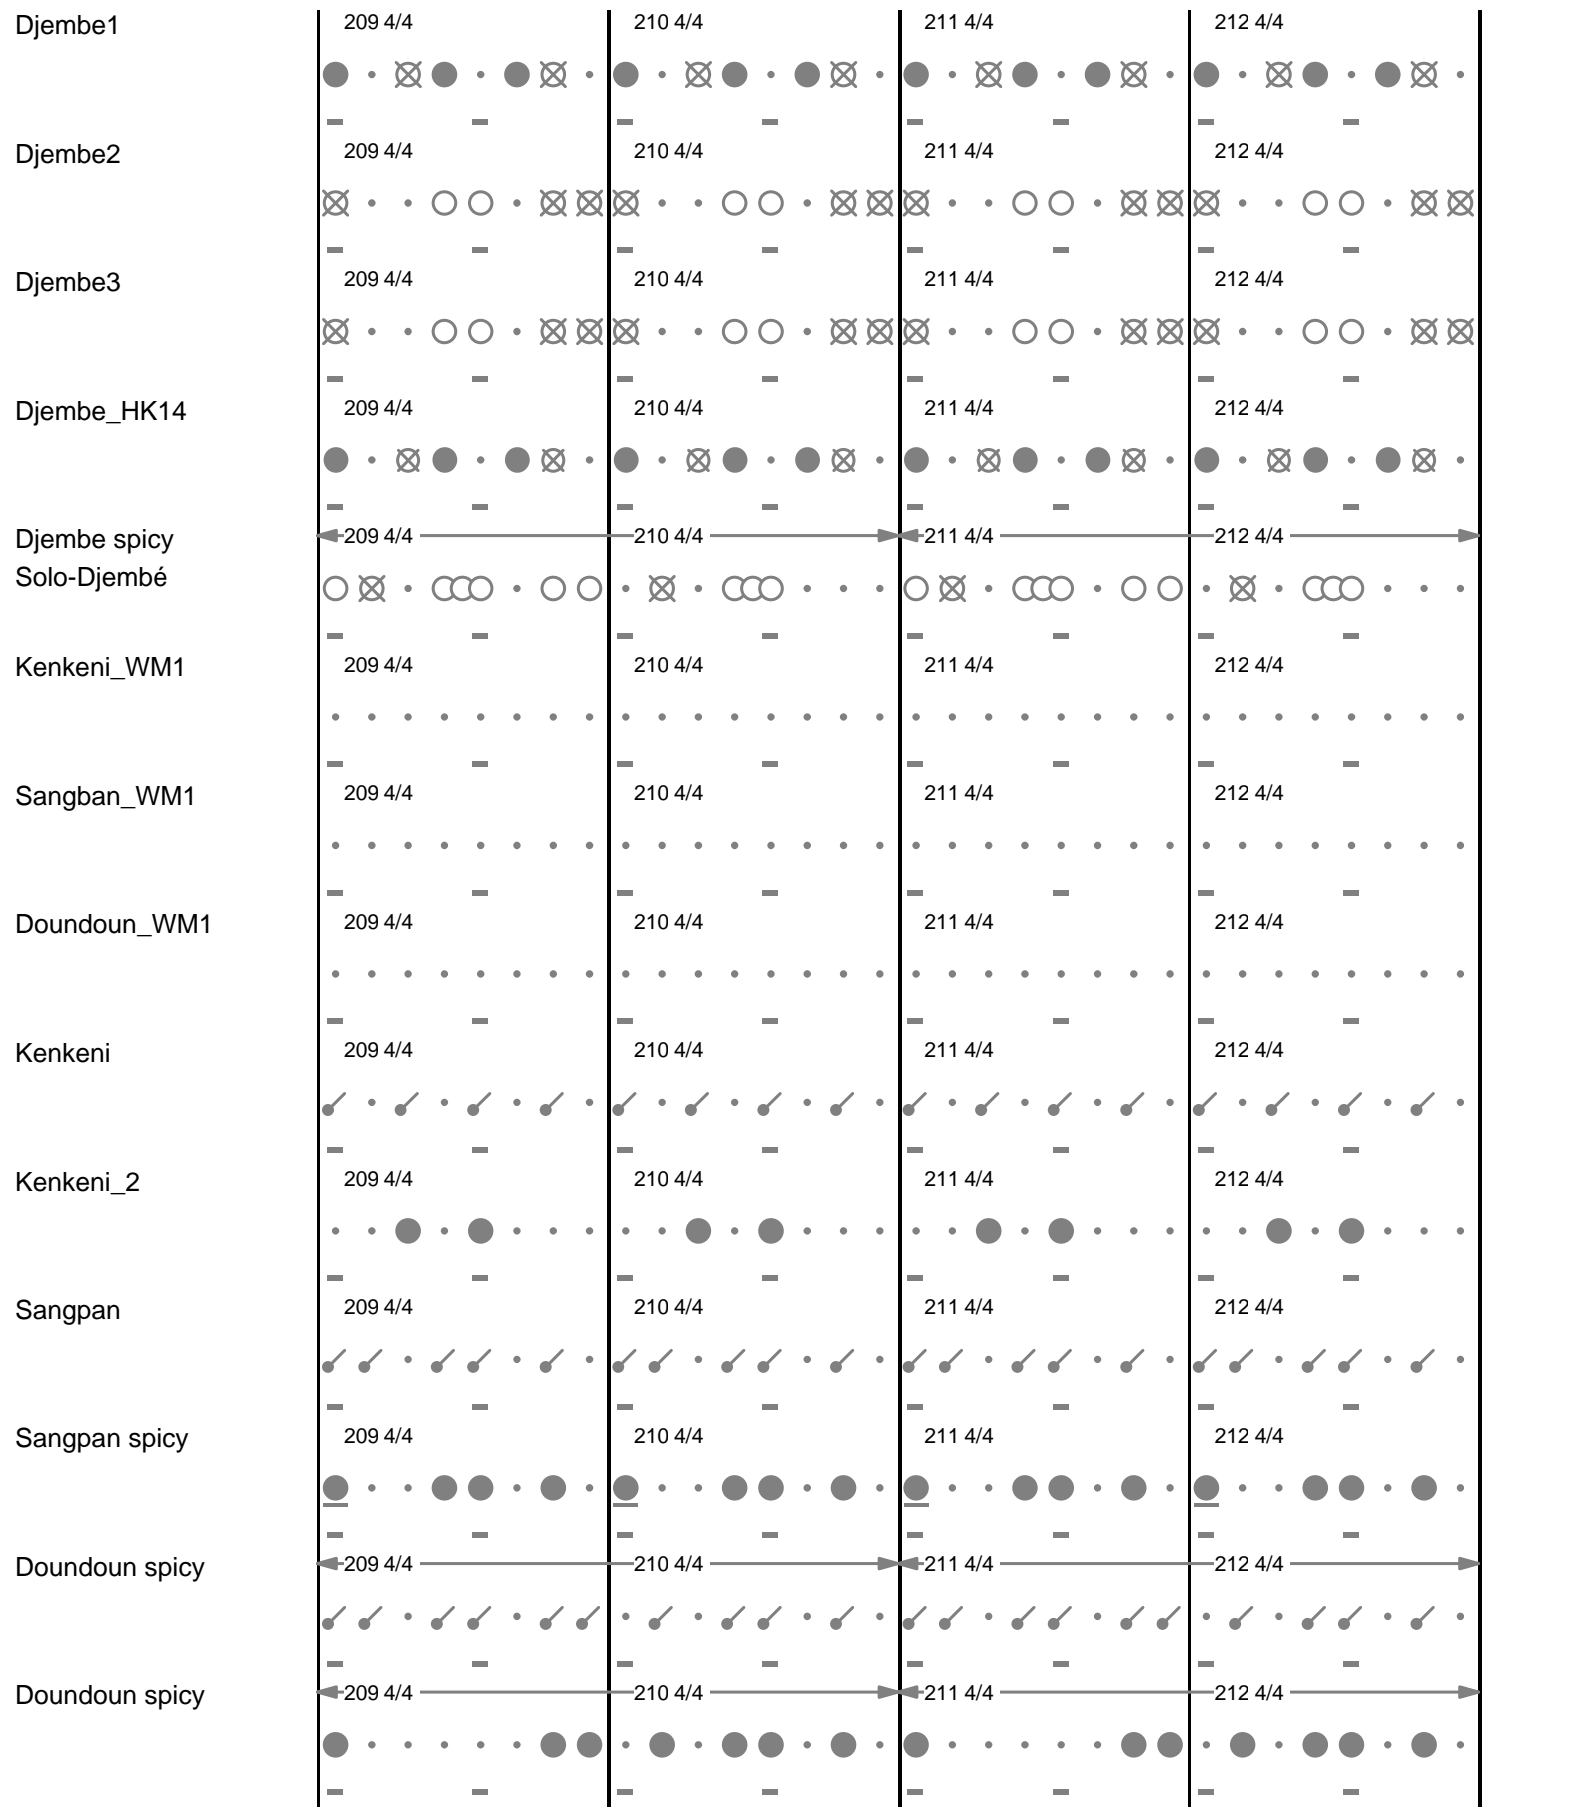 Djembe1 209 4/4 210 4/4 211 4/4 212 4/4
Djembe2 209 4/4 210 4/4 211 4/4 212 4/4
Djembe3 209 4/4 210 4/4 211 4/4 212 4/4
Djembe_HK14 209 4/4 210 4/4 211 4/4 212 4/4
Djembe spicy 209 4/4 210 4/4 211 4/4 212 4/4
Solo-Djembé
Kenkeni_WM1 209 4/4 210 4/4 211 4/4 212 4/4
Sangban_WM1 209 4/4 210 4/4 211 4/4 212 4/4
Doundoun_WM1 209 4/4 210 4/4 211 4/4 212 4/4
Kenkeni 209 4/4 210 4/4 211 4/4 212 4/4
Kenkeni_2 209 4/4 210 4/4 211 4/4 212 4/4
Sangpan 209 4/4 210 4/4 211 4/4 212 4/4
Sangpan spicy 209 4/4 210 4/4 211 4/4 212 4/4
Doundoun spicy 209 4/4 210 4/4 211 4/4 212 4/4
Doundoun spicy 209 4/4 210 4/4 211 4/4 212 4/4